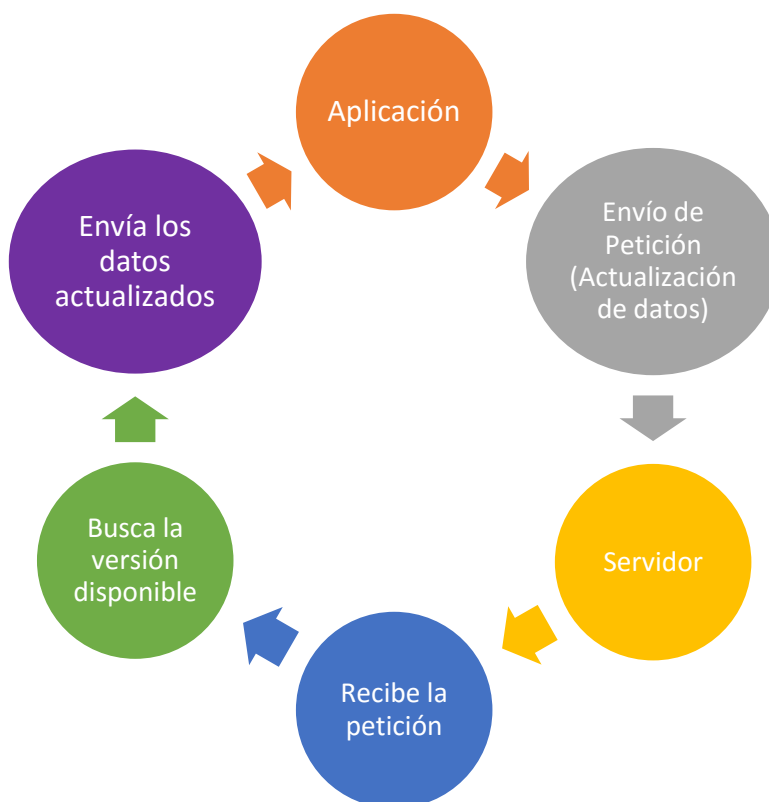 Aplicación
Envío de
Petición
(Actualización
de datos)
Servidor
Recibe la
petición
Busca la
versión
disponible
Envía los
datos
actualizados